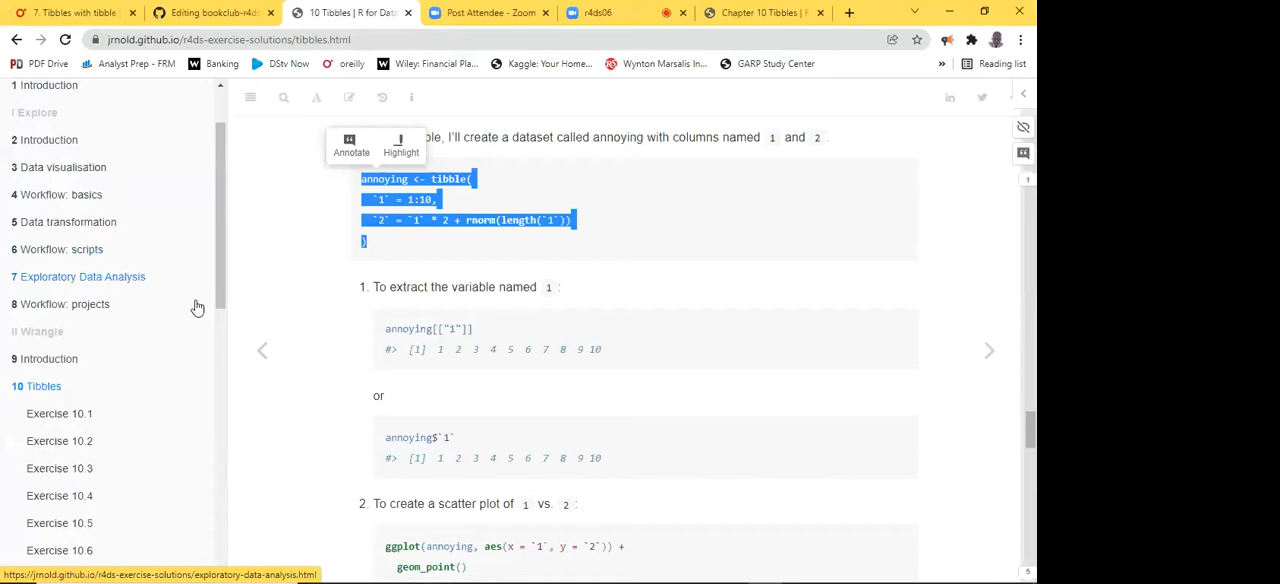 7. Tibbles with tibble
Editing bookclub-r4ds
10 Tibbles | R for Data
Post Attendee - Zoom
r4ds06
Chapter 10 Tibbles | R
jrnold.github.io/r4ds-exercise-solutions/tibbles.html
PDF Drive
Analyst Prep - FRM
Banking
DStv Now
oreilly
Wiley: Financial Pla...
Kaggle: Your Home...
Wynton Marsalis In...
GARP Study Center
»
Reading list
1 Introduction
I Explore
2 Introduction
3 Data visualisation
4 Workflow: basics
5 Data transformation
6 Workflow: scripts
7 Exploratory Data Analysis
8 Workflow: projects
II Wrangle
9 Introduction
10 Tibbles
Exercise 10.1
Exercise 10.2
Exercise 10.3
Exercise 10.4
Exercise 10.5
Exercise 10.6
https://jrnold.github.io/r4ds-exercise-solutions/exploratory-data-analysis.html
Annotate Highlight
I'll create a dataset called annoying with columns named 1 and 2 .
annoying <- tibble(
`1` = 1:10,
`2` = `1` * 2 + rnorm(length(`1`))
)
1. To extract the variable named 1 :
annoying[["1"]]
#> [1] 1 2 3 4 5 6 7 8 9 10
or
annoying$`1`
#> [1] 1 2 3 4 5 6 7 8 9 10
2. To create a scatter plot of 1 vs. 2 :
ggplot(annoying, aes(x = `1`, y = `2`)) +
geom_point()
1
5